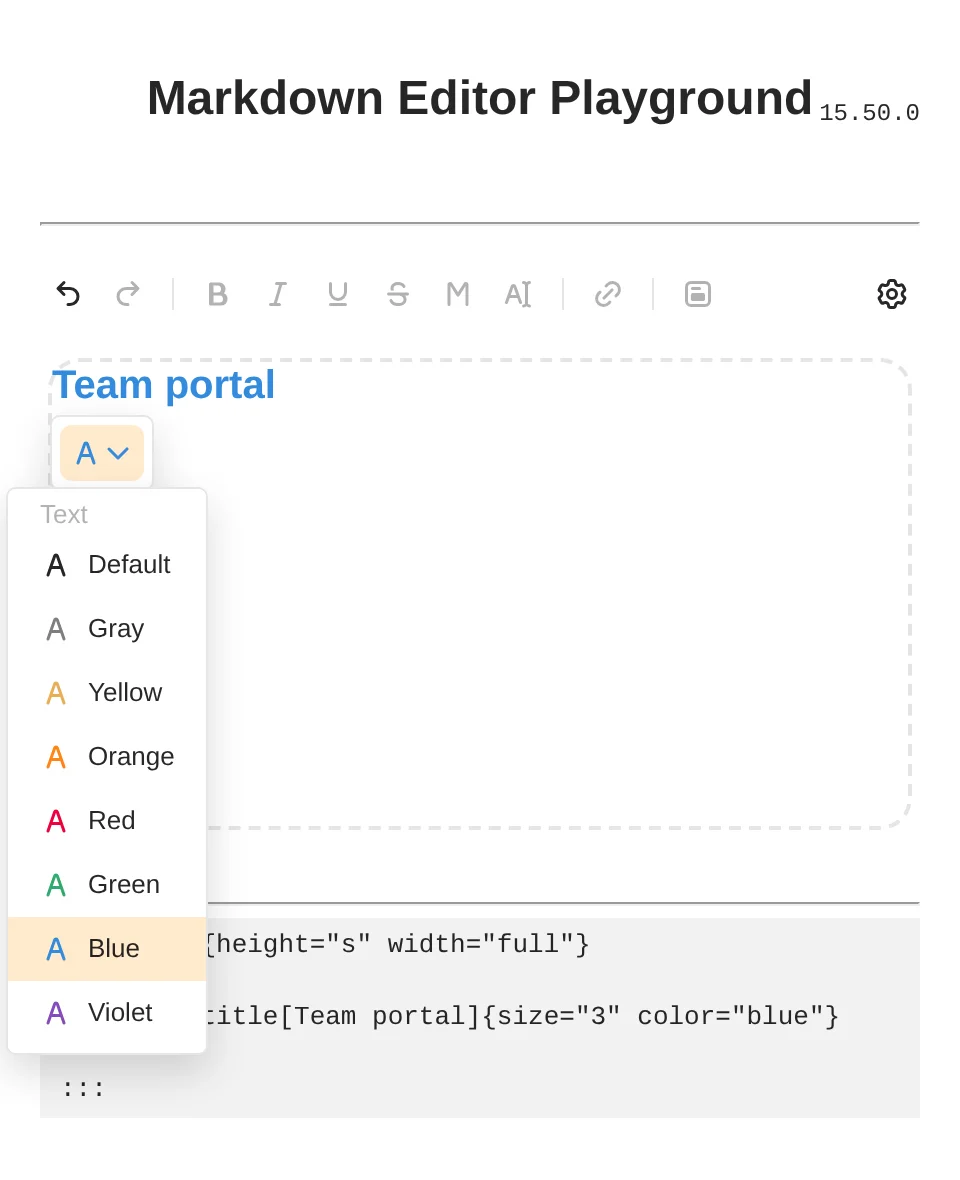 Markdown Editor Playground 15.50.0
Team portal
Text
Default
Gray
Yellow
Orange
Red
Green
Blue
Violet
{height="s" width="full"}
title[Team portal]{size="3" color="blue"}
:::